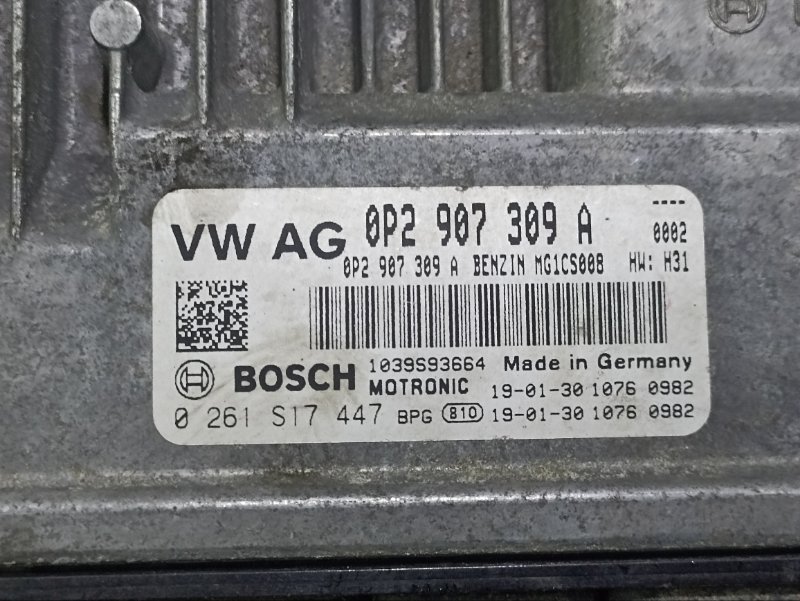 VW AG 0P2 907 309 A ----
0002
0P2 907 309 A BENZIN MG1CS008 HW: H31
BOSCH 1039S93664 Made in Germany
MOTRONIC 19-01-30 1076 0982
0 261 S17 447 BPG 810 19-01-30 1076 0982